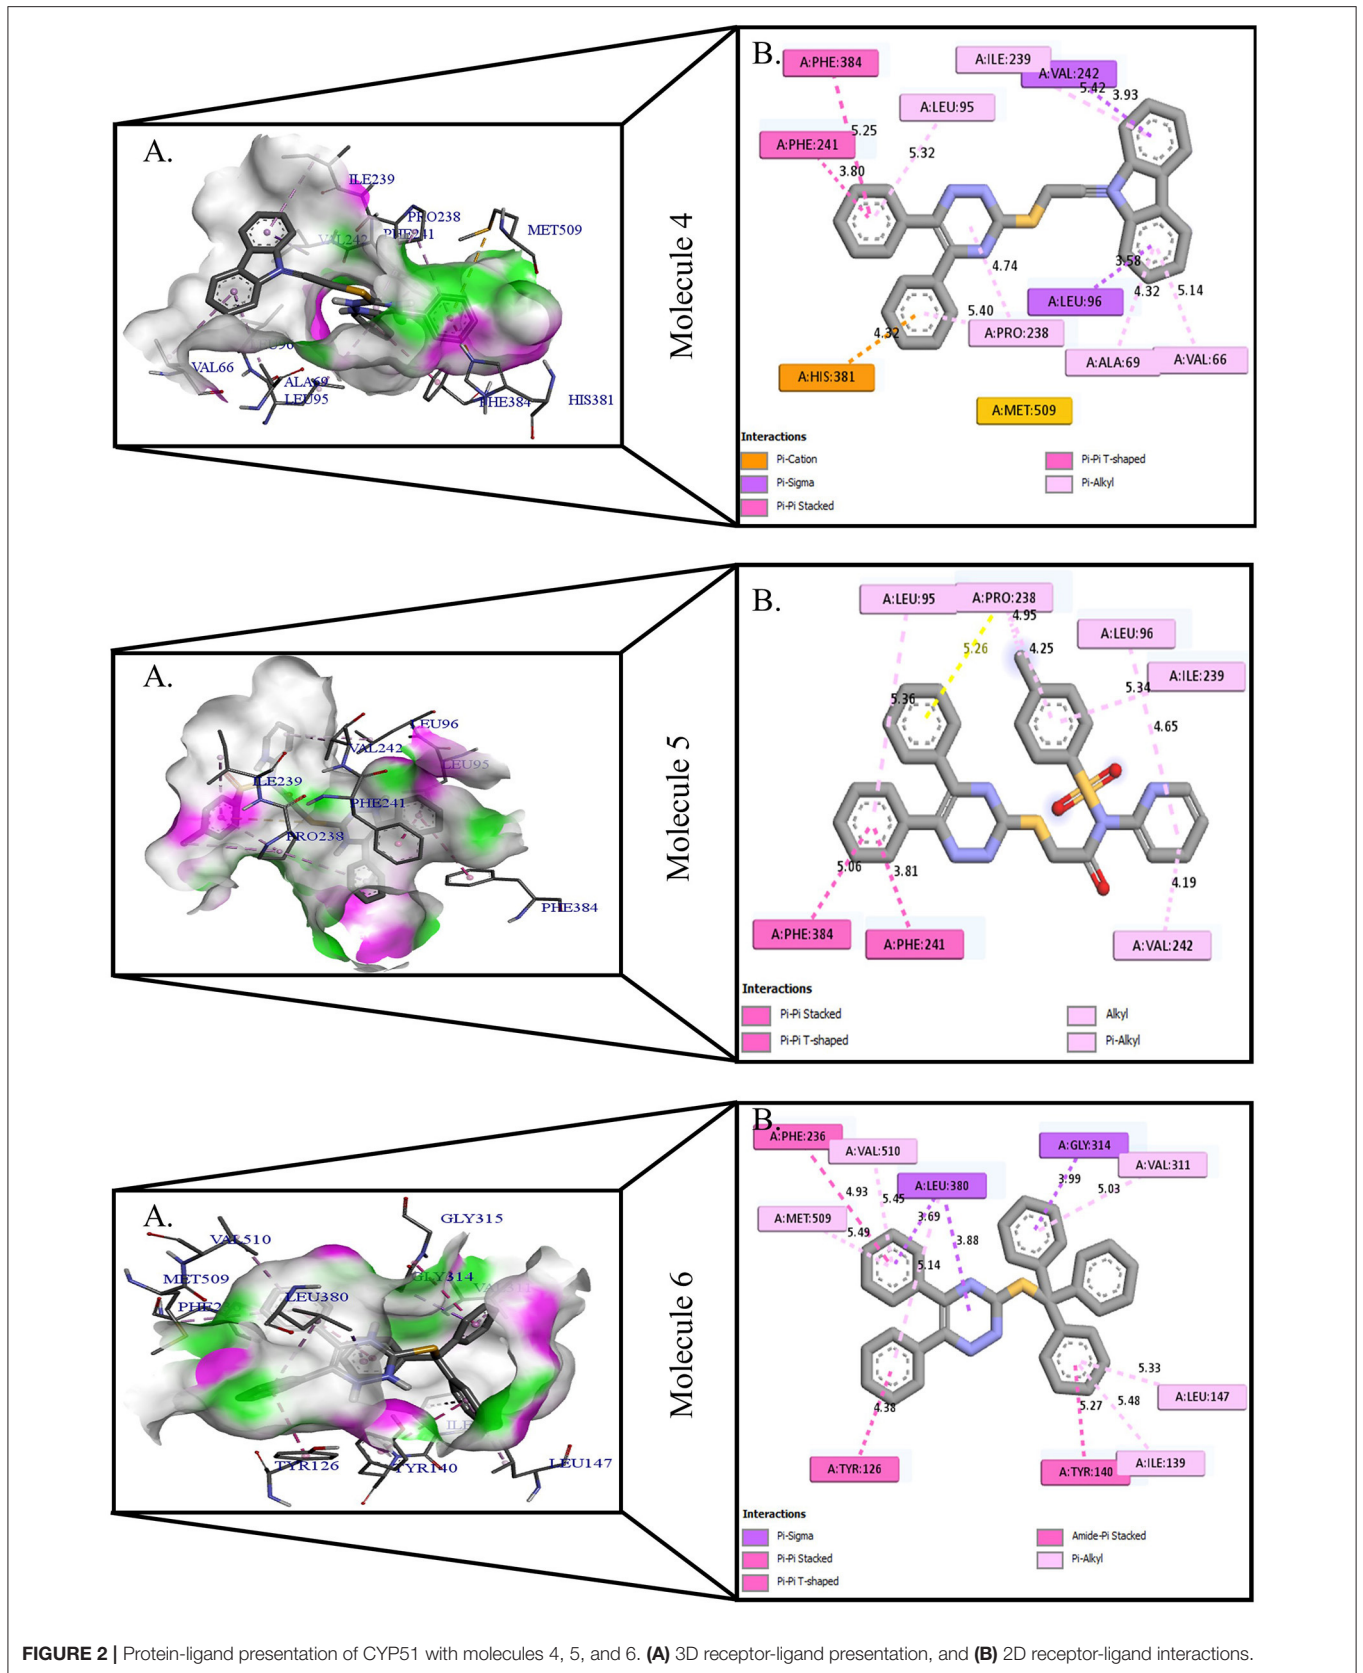 A.
ILE239
PRO238
VAL242
PHE241
MET509
VAL66
ALA69
LEU95
PHE384
HIS381
Molecule 4
B.
A:PHE:384
A:ILE:239
A:VAL:242
5.42
3.93
A:LEU:95
5.25
A:PHE:241
5.32
3.80
4.74
3.58
A:LEU:96
4.32
5.14
5.40
4.32
A:PRO:238
A:ALA:69
A:VAL:66
A:HIS:381
A:MET:509
Interactions
Pi-Cation
Pi-Sigma
Pi-Pi Stacked
Pi-Pi T-shaped
Pi-Alkyl
A.
LEU96
VAL242
LEU95
ILE239
PHE241
PRO238
PHE384
Molecule 5
B.
A:LEU:95
A:PRO:238
4.95
A:LEU:96
5.26
4.25
A:ILE:239
5.34
5.36
4.65
5.06
3.81
4.19
A:PHE:384
A:PHE:241
A:VAL:242
Interactions
Pi-Pi Stacked
Pi-Pi T-shaped
Alkyl
Pi-Alkyl
A.
GLY315
VAL510
MET509
GLY314
LEU380
TYR126
TYR140
LEU147
Molecule 6
B.
A:PHE:236
A:VAL:510
A:GLY:314
A:VAL:311
A:LEU:380
4.93
5.45
3.99
5.03
A:MET:509
3.69
5.49
3.88
5.14
5.33
A:LEU:147
4.38
5.27
5.48
A:TYR:126
A:TYR:140
A:ILE:139
Interactions
Pi-Sigma
Pi-Pi Stacked
Pi-Pi T-shaped
Amide-Pi Stacked
Pi-Alkyl
FIGURE 2 | Protein-ligand presentation of CYP51 with molecules 4, 5, and 6. (A) 3D receptor-ligand presentation, and (B) 2D receptor-ligand interactions.